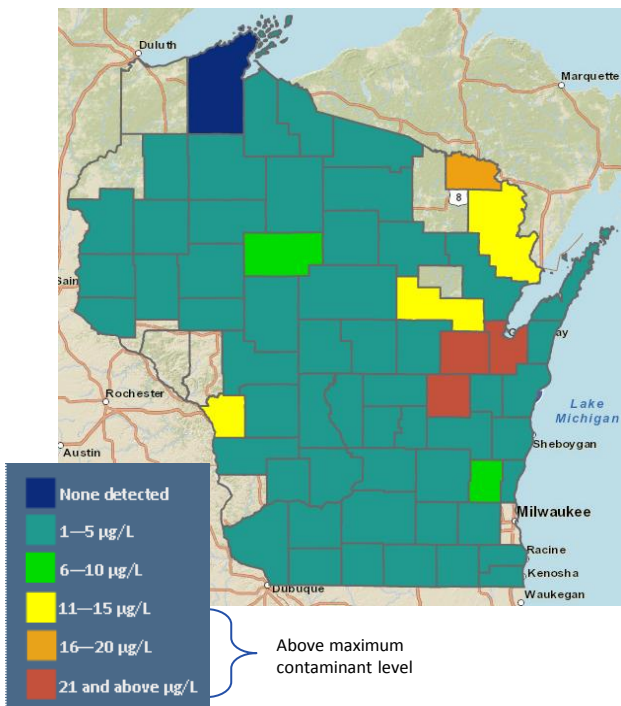 Duluth
Marquette
8
Sain
Rochester
Austin
G
ay
Lake
Michigan
Sheboygan
Milwaukee
Racine
Kenosha
Waukegan
Dubuque
None detected
1—5 µg/L
6—10 µg/L
11—15 µg/L
16—20 µg/L
21 and above µg/L
Above maximum
contaminant level